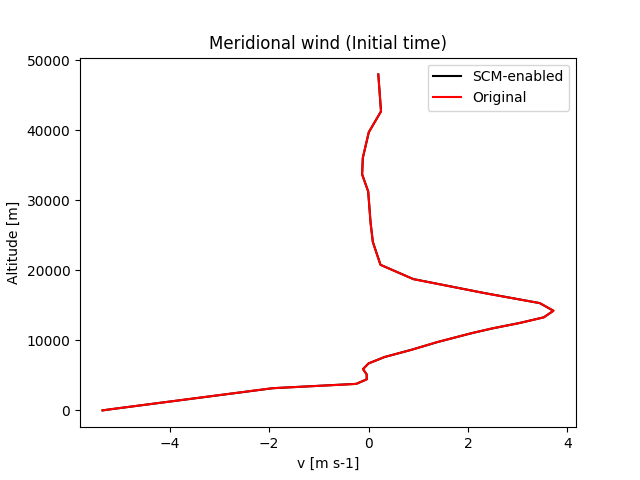 Meridional wind (Initial time)
50000
40000
30000
20000
10000
0
Altitude [m]
SCM-enabled
Original
−4
−2
0
2
4
v [m s-1]